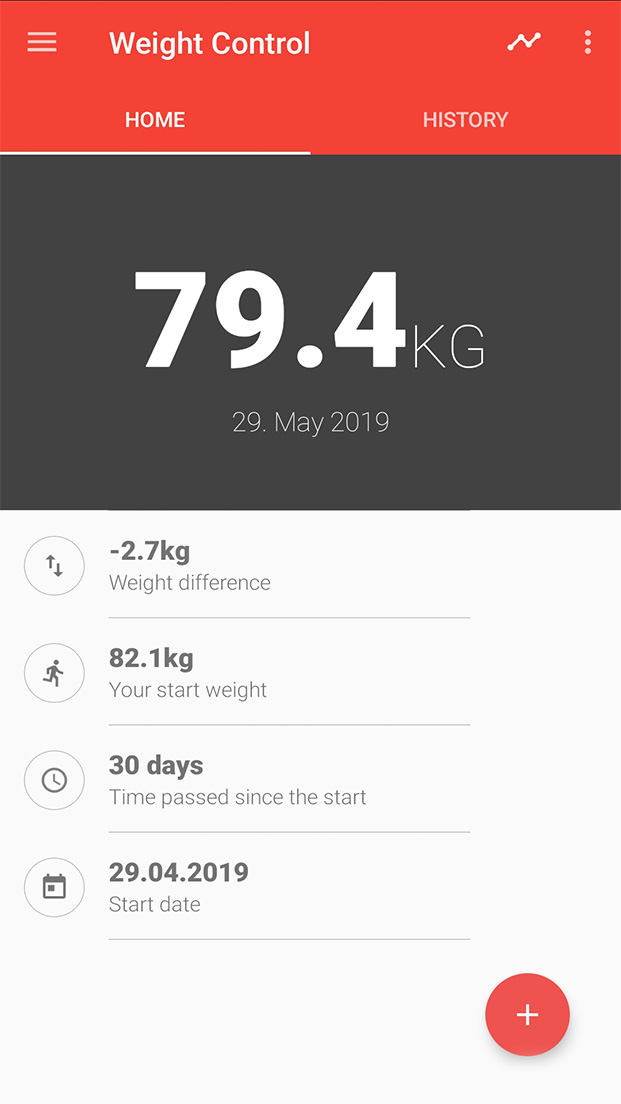 Weight Control
HOME
HISTORY
79.4KG
29. May 2019
-2.7kg
Weight difference
82.1kg
Your start weight
30 days
Time passed since the start
29.04.2019
Start date